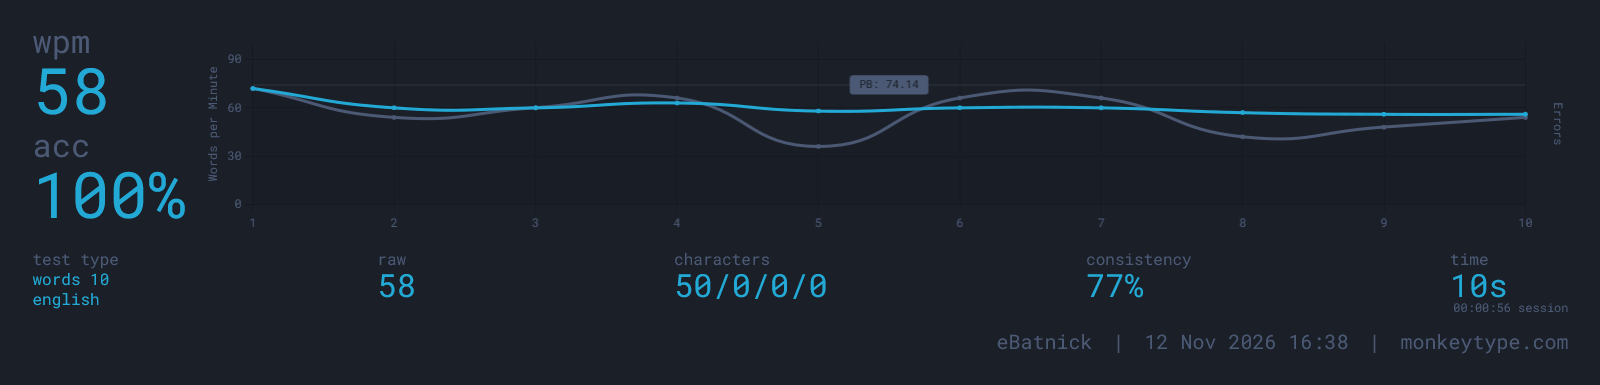 wpm
58
acc
100%
Words per Minute
90
60
30
0
PB: 74.14
Errors
1 2 3 4 5 6 7 8 9 10
test type
words 10
english
raw
58
characters
50/0/0/0
consistency
77%
time
10s
00:00:56 session
eBatnick | 12 Nov 2026 16:38 | monkeytype.com